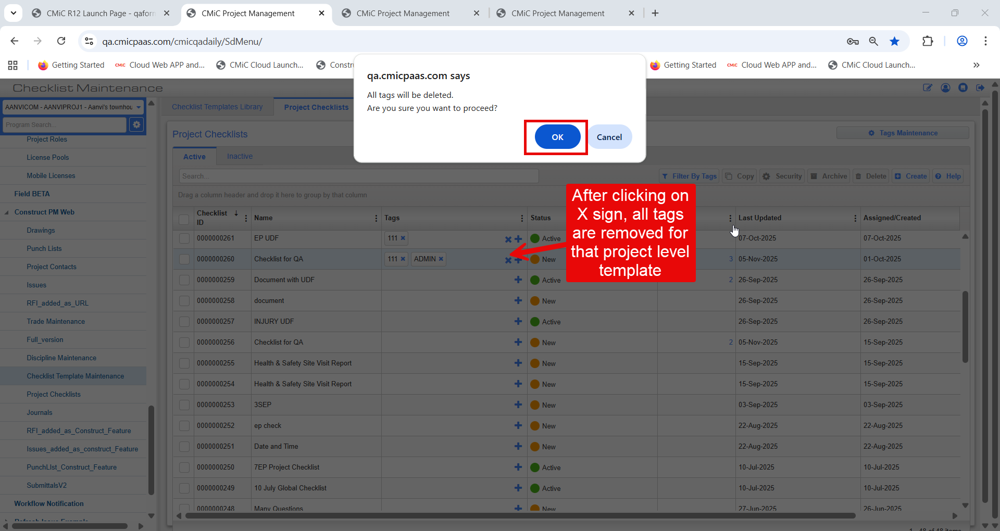 CMiC R12 Launch Page - qaforn
CMiC Project Management
CMiC Project Management
CMiC Project Management
qa.cmicpaas.com/cmicqadaily/SdMenu/
Getting Started
CMiC Cloud Web APP and...
CMiC Cloud Launch...
Constru
Getting Started
CMiC Cloud Web APP and...
CMiC Cloud Launch...
qa.cmicpaas.com says
All tags will be deleted.
Are you sure you want to proceed?
OK
Cancel
Checklist Maintenance
AANVICOM - AANVIPROJ1 - Aanvi's townhou
Program Search...
Project Roles
License Pools
Mobile Licenses
Field BETA
Construct PM Web
Drawings
Punch Lists
Project Contacts
Issues
RFI_added_as_URL
Trade Maintenance
Full_version
Discipline Maintenance
Checklist Template Maintenance
Project Checklists
Journals
RFI_added_as_Construct_Feature
Issues_added_as_construct_Feature
PunchLIst_Construct_Feature
SubmittalsV2
Workflow Notification
Refresh Issue Example
Checklist Templates Library
Project Checklists
Project Checklists
Tags Maintenance
Active
Inactive
Search...
Filter By Tags
Copy
Security
Archive
Delete
Create
Help
Drag a column header and drop it here to group by that column
After clicking on
X sign, all tags
are removed for
that project level
template
Checklist ID
Name
Tags
Status
Last Updated
Assigned/Created
0000000261 EP UDF 111 Active 07-Oct-2025 07-Oct-2025
0000000260 Checklist for QA 111 ADMIN New 3 05-Nov-2025 01-Oct-2025
0000000259 Document with UDF Active 2 26-Sep-2025 26-Sep-2025
0000000258 document New 26-Sep-2025 26-Sep-2025
0000000257 INJURY UDF Active 26-Sep-2025 26-Sep-2025
0000000256 Checklist for QA New 2 05-Nov-2025 15-Sep-2025
0000000255 Health & Safety Site Visit Report New 15-Sep-2025 15-Sep-2025
0000000254 Health & Safety Site Visit Report New 15-Sep-2025 15-Sep-2025
0000000253 3SEP New 03-Sep-2025 03-Sep-2025
0000000252 ep check New 22-Aug-2025 22-Aug-2025
0000000251 Date and Time New 22-Aug-2025 22-Aug-2025
0000000250 7EP Project Checklist Active 10-Jul-2025 10-Jul-2025
0000000249 10 July Global Checklist Active 10-Jul-2025 10-Jul-2025
0000000248 Many Questions New 27-Jun-2025 26-Jun-2025
1 - 48 of 48 items